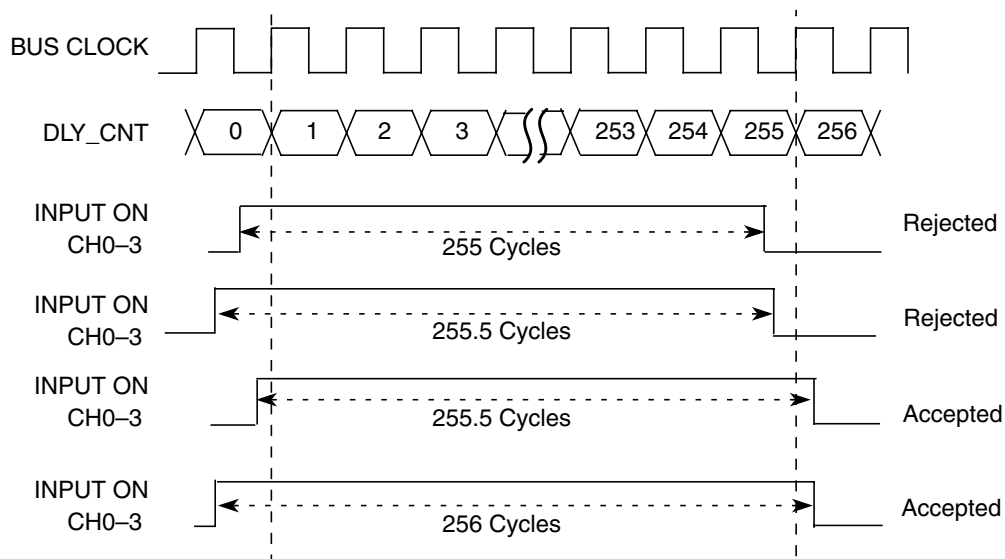 BUS CLOCK
DLY_CNT
0 1 2 3 253 254 255 256
INPUT ON
CH0–3
255 Cycles
Rejected
INPUT ON
CH0–3
255.5 Cycles
Rejected
INPUT ON
CH0–3
255.5 Cycles
Accepted
INPUT ON
CH0–3
256 Cycles
Accepted